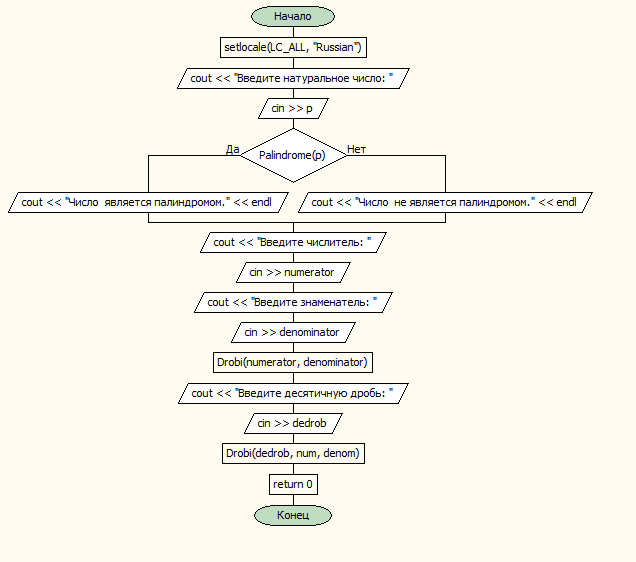 Начало
setlocale(LC_ALL, "Russian")
cout << "Введите натуральное число: "
cin >> p
Да
Palindrome(p)
Нет
cout << "Число  является палиндромом." << endl
cout << "Число  не является палиндромом." << endl
cout << "Введите числитель: "
cin >> numerator
cout << "Введите знаменатель: "
cin >> denominator
Drobi(numerator, denominator)
cout << "Введите десятичную дробь: "
cin >> dedrob
Drobi(dedrob, num, denom)
return 0
Конец